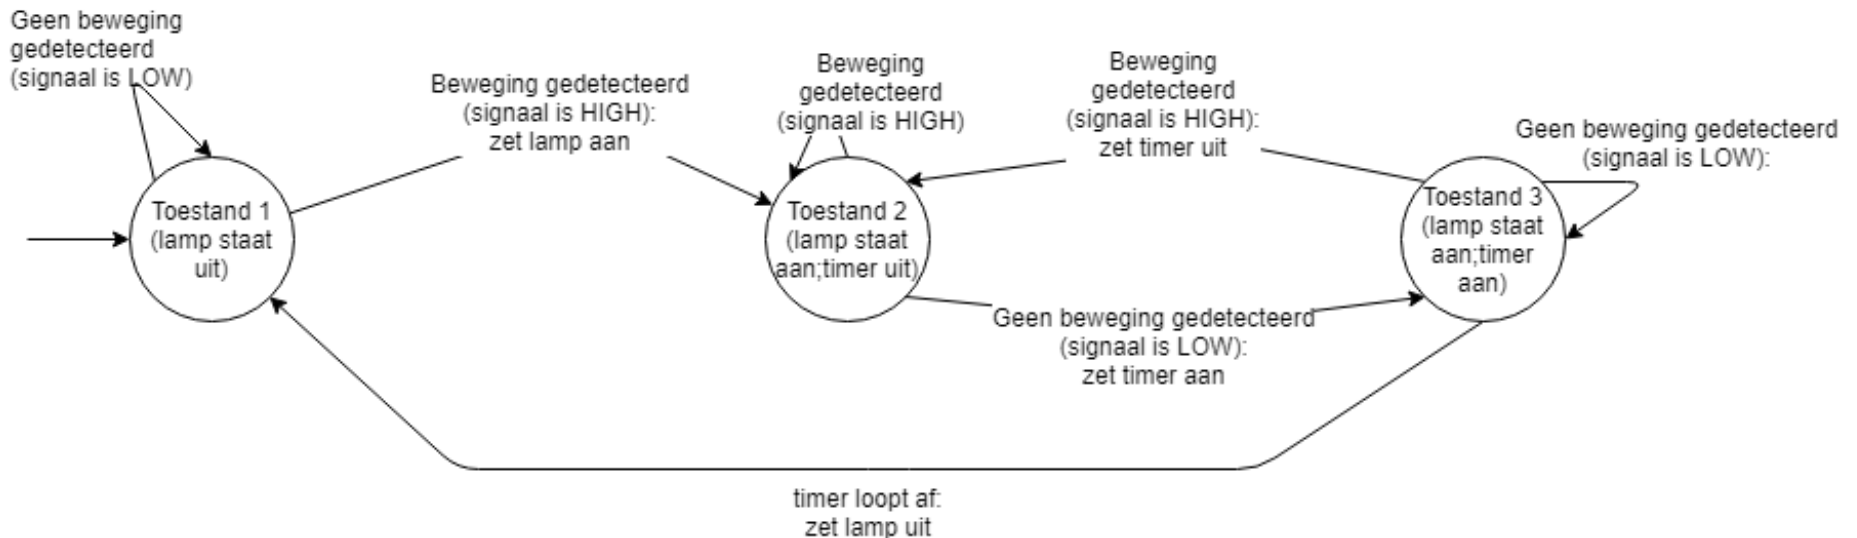 Geen beweging
gedetecteerd
(signaal is LOW)
Beweging gedetecteerd
(signaal is HIGH):
zet lamp aan
Beweging
gedetecteerd
(signaal is HIGH)
Beweging
gedetecteerd
(signaal is HIGH):
zet timer uit
Geen beweging gedetecteerd
(signaal is LOW):
Toestand 1
(lamp staat
uit)
Toestand 2
(lamp staat
aan;timer uit)
Toestand 3
(lamp staat
aan;timer
aan)
Geen beweging gedetecteerd
(signaal is LOW):
zet timer aan
timer loopt af:
zet lamp uit